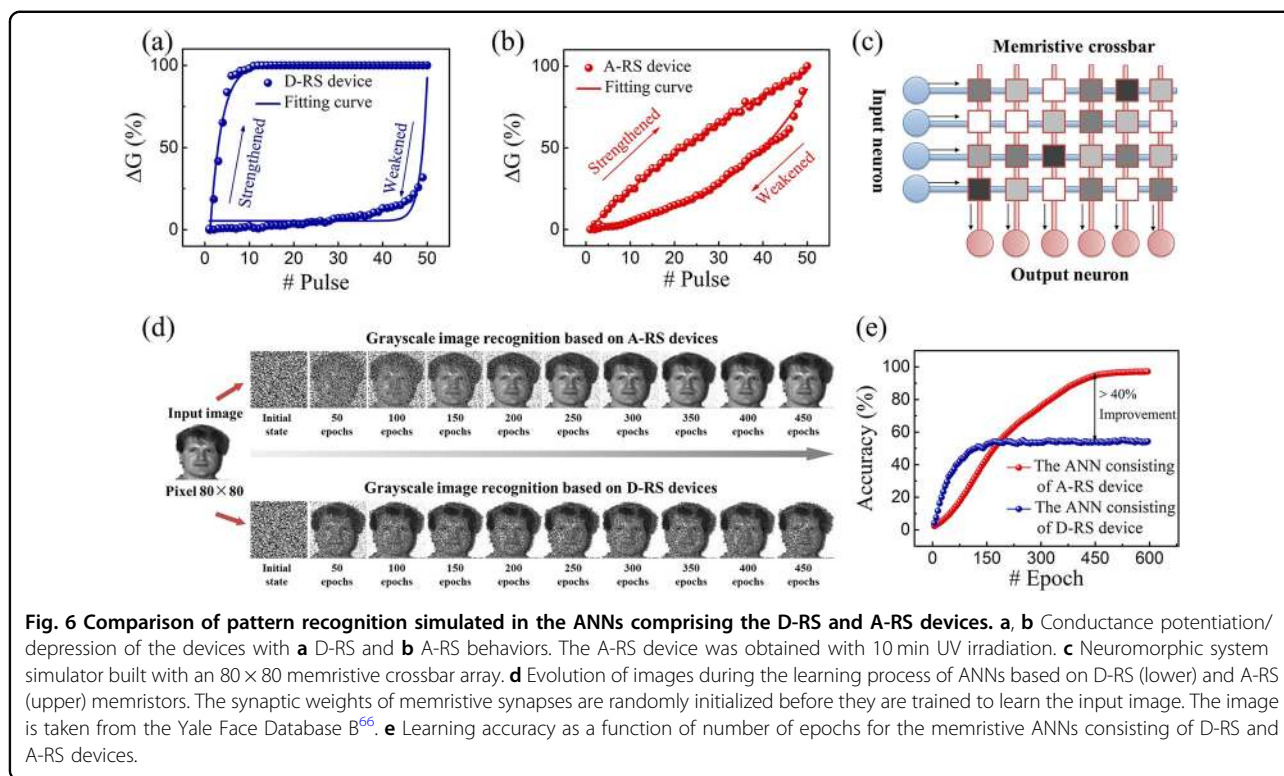 (a)
100
50
0
ΔG (%)
D-RS device
Fitting curve
Strengthened
Weakened
0 10 20 30 40 50
# Pulse
(b)
100
50
0
ΔG (%)
A-RS device
Fitting curve
Strengthened
Weakened
0 10 20 30 40 50
# Pulse
(c)
Memristive crossbar
Input neuron
Output neuron
(d)
Grayscale image recognition based on A-RS devices
Input image
Pixel 80×80
Initial 50 100 150 200 250 300 350 400 450
state epochs epochs epochs epochs epochs epochs epochs epochs epochs
Grayscale image recognition based on D-RS devices
Initial 50 100 150 200 250 300 350 400 450
state epochs epochs epochs epochs epochs epochs epochs epochs epochs
(e)
100
80
60
40
20
0
Accuracy (%)
> 40%
Improvement
The ANN consisting
of A-RS device
The ANN consisting
of D-RS device
0 150 300 450 600
# Epoch
Fig. 6 Comparison of pattern recognition simulated in the ANNs comprising the D-RS and A-RS devices. a, b Conductance potentiation/
depression of the devices with a D-RS and b A-RS behaviors. The A-RS device was obtained with 10 min UV irradiation. c Neuromorphic system
simulator built with an 80 × 80 memristive crossbar array. d Evolution of images during the learning process of ANNs based on D-RS (lower) and A-RS
(upper) memristors. The synaptic weights of memristive synapses are randomly initialized before they are trained to learn the input image. The image
is taken from the Yale Face Database B66. e Learning accuracy as a function of number of epochs for the memristive ANNs consisting of D-RS and
A-RS devices.